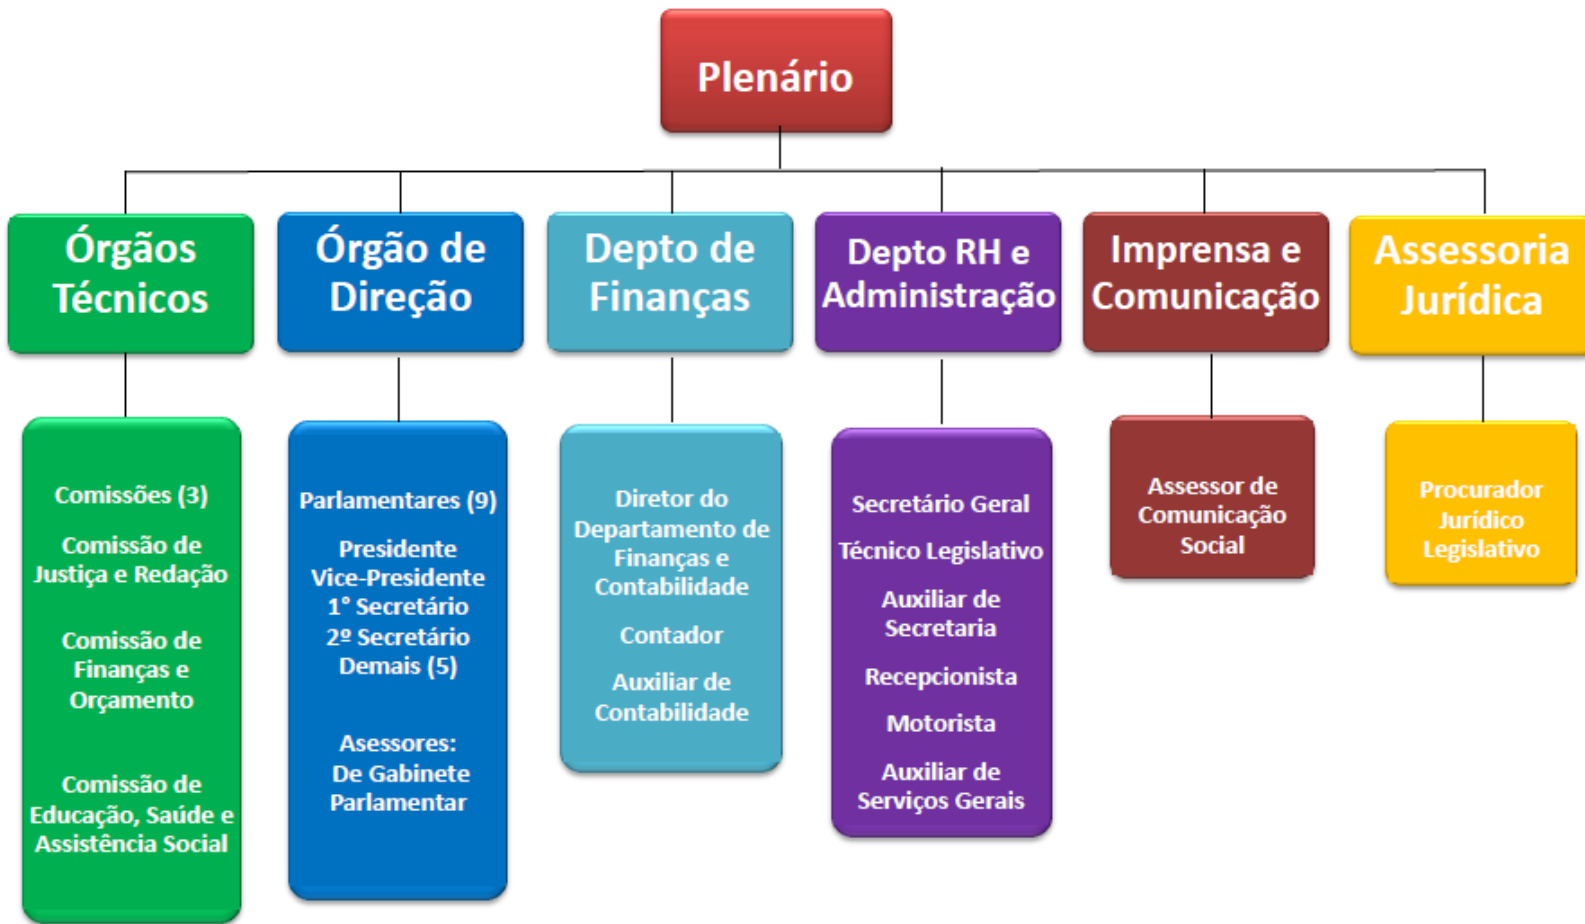 Plenário
Órgãos
Técnicos
Órgão de
Direção
Depto de
Finanças
Depto RH e
Administração
Imprensa e
Comunicação
Assessoria
Jurídica
Comissões (3)
Comissão de
Justiça e Redação
Comissão de
Finanças e
Orçamento
Comissão de
Educação, Saúde e
Assistência Social
Parlamentares (9)
Presidente
Vice-Presidente
1° Secretário
2º Secretário
Demais (5)
Asessores:
De Gabinete
Parlamentar
Diretor do
Departamento de
Finanças e
Contabilidade
Contador
Auxiliar de
Contabilidade
Secretário Geral
Técnico Legislativo
Auxiliar de
Secretaria
Recepcionista
Motorista
Auxiliar de
Serviços Gerais
Assessor de
Comunicação
Social
Procurador
Jurídico
Legislativo